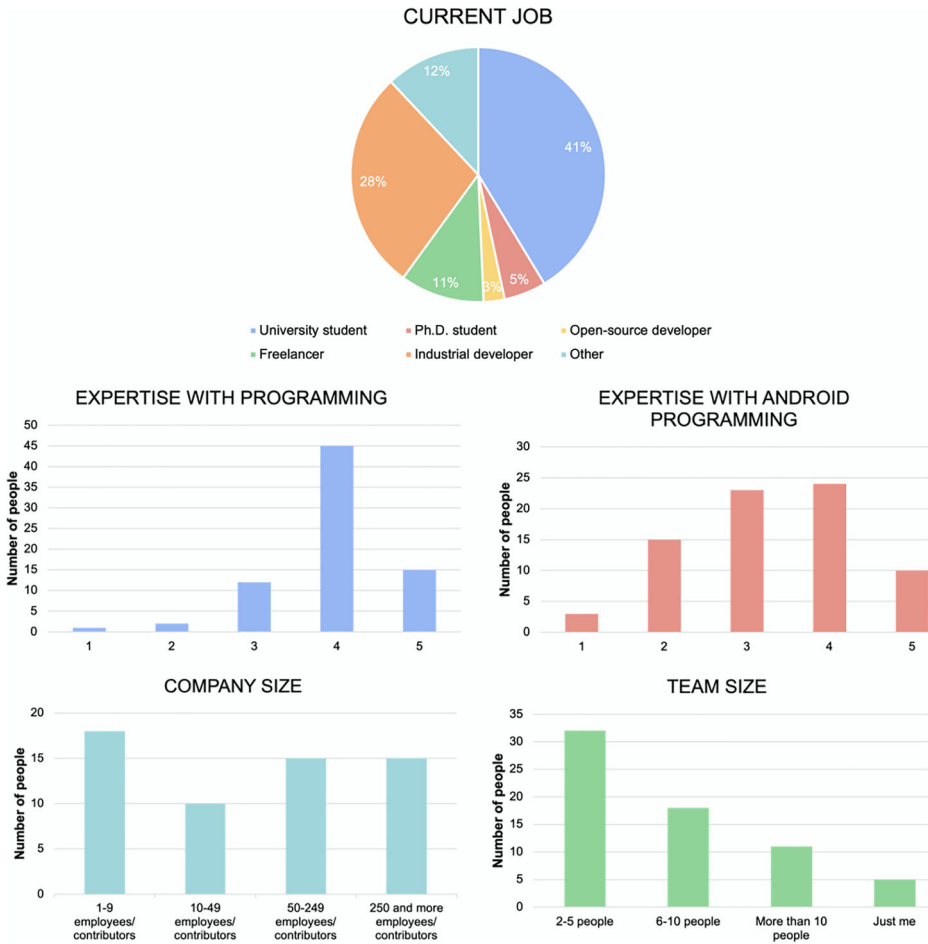 CURRENT JOB
12%
41%
28%
11%
3%
5%
University student
Ph.D. student
Open-source developer
Freelancer
Industrial developer
Other
EXPERTISE WITH PROGRAMMING
Number of people
50
45
40
35
30
25
20
15
10
5
0
1
2
3
4
5
EXPERTISE WITH ANDROID
PROGRAMMING
Number of people
30
25
20
15
10
5
0
1
2
3
4
5
COMPANY SIZE
Number of people
20
15
10
5
0
1-9
employees/
contributors
10-49
employees/
contributors
50-249
employees/
contributors
250 and more
employees/
contributors
TEAM SIZE
Number of people
35
30
25
20
15
10
5
0
2-5 people
6-10 people
More than 10
people
Just me